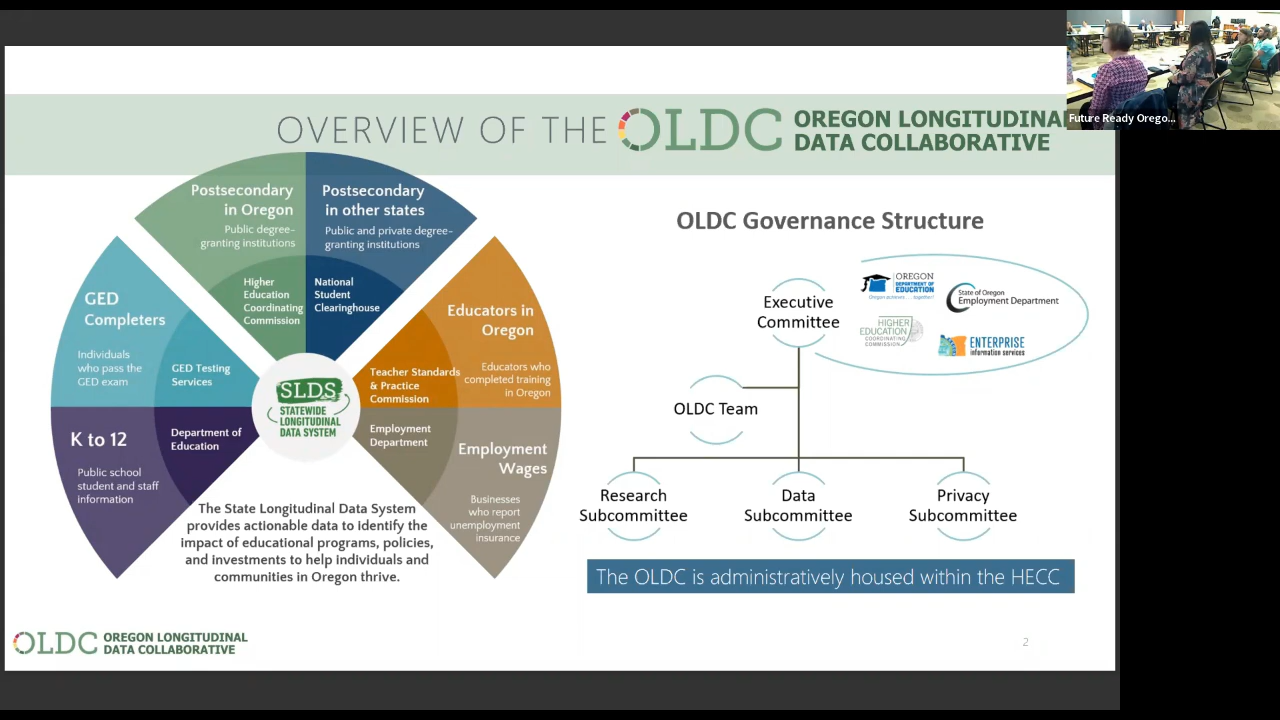 OVERVIEW OF THE OLDC OREGON LONGITUDINAL
DATA COLLABORATIVE
Future Ready Orego...
Postsecondary
in Oregon
Public degree-
granting institutions
Higher
Education
Coordinating
Commission
Postsecondary
in other states
Public and private degree-
granting institutions
National
Student
Clearinghouse
GED
Completers
Individuals
who pass the
GED exam
GED Testing
Services
Educators in
Oregon
Educators who
completed training
in Oregon
Teacher Standards
& Practice
Commission
SLDS
STATEWIDE
LONGITUDINAL
DATA SYSTEM
K to 12
Public school
student and staff
information
Department of
Education
Employment
Department
Employment
Wages
Businesses
who report
unemployment
insurance
The State Longitudinal Data System
provides actionable data to identify the
impact of educational programs, policies,
and investments to help individuals and
communities in Oregon thrive.
OLDC Governance Structure
Executive
Committee
OREGON
DEPARTMENT OF
EDUCATION
Oregon achieves . . . together!
State of Oregon
Employment Department
HIGHER
EDUCATION
COORDINATING
COMMISSION
ENTERPRISE
information services
OLDC Team
Research
Subcommittee
Data
Subcommittee
Privacy
Subcommittee
The OLDC is administratively housed within the HECC
OLDC OREGON LONGITUDINAL
DATA COLLABORATIVE
2